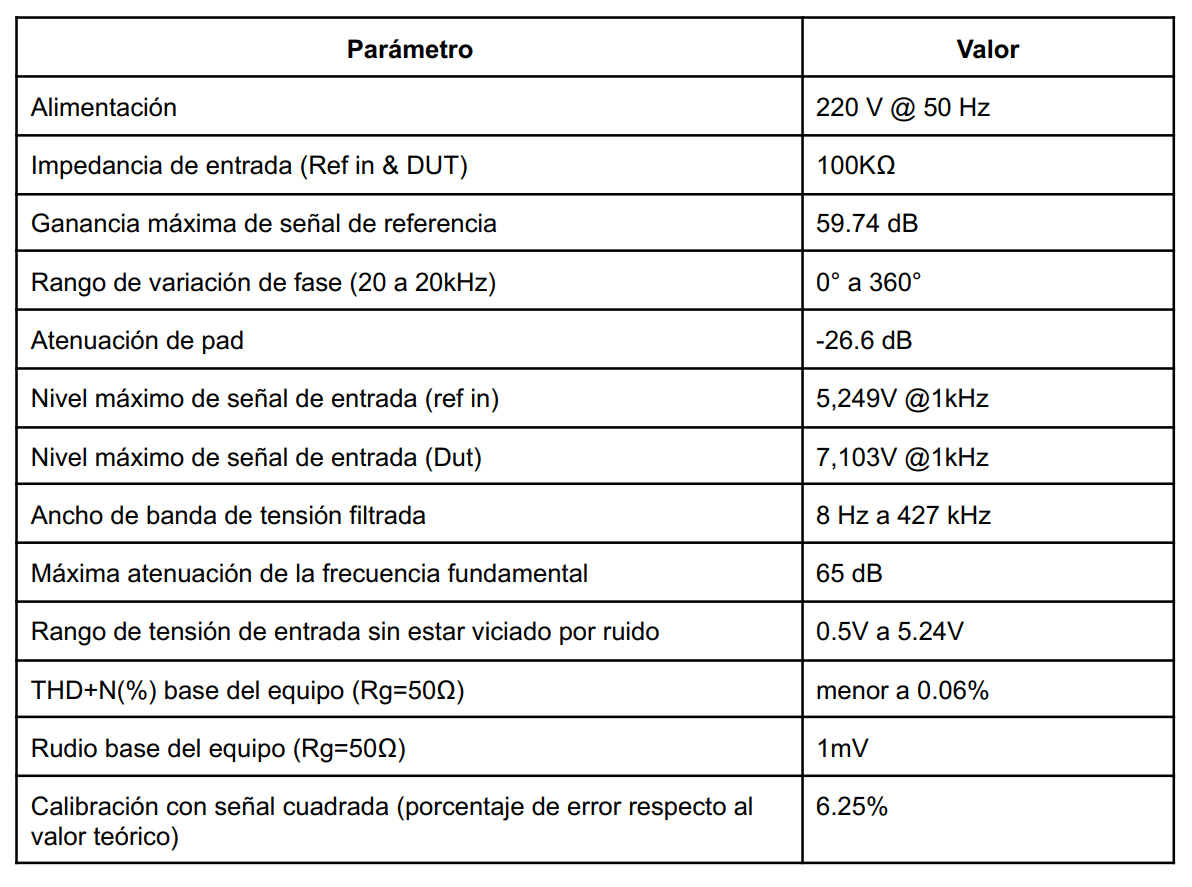 Parámetro Valor
Alimentación 220 V @ 50 Hz
Impedancia de entrada (Ref in & DUT) 100KΩ
Ganancia máxima de señal de referencia 59.74 dB
Rango de variación de fase (20 a 20kHz) 0° a 360°
Atenuación de pad -26.6 dB
Nivel máximo de señal de entrada (ref in) 5,249V @1kHz
Nivel máximo de señal de entrada (Dut) 7,103V @1kHz
Ancho de banda de tensión filtrada 8 Hz a 427 kHz
Máxima atenuación de la frecuencia fundamental 65 dB
Rango de tensión de entrada sin estar viciado por ruido 0.5V a 5.24V
THD+N(%) base del equipo (Rg=50Ω) menor a 0.06%
Rudio base del equipo (Rg=50Ω) 1mV
Calibración con señal cuadrada (porcentaje de error respecto al 6.25%
valor teórico)